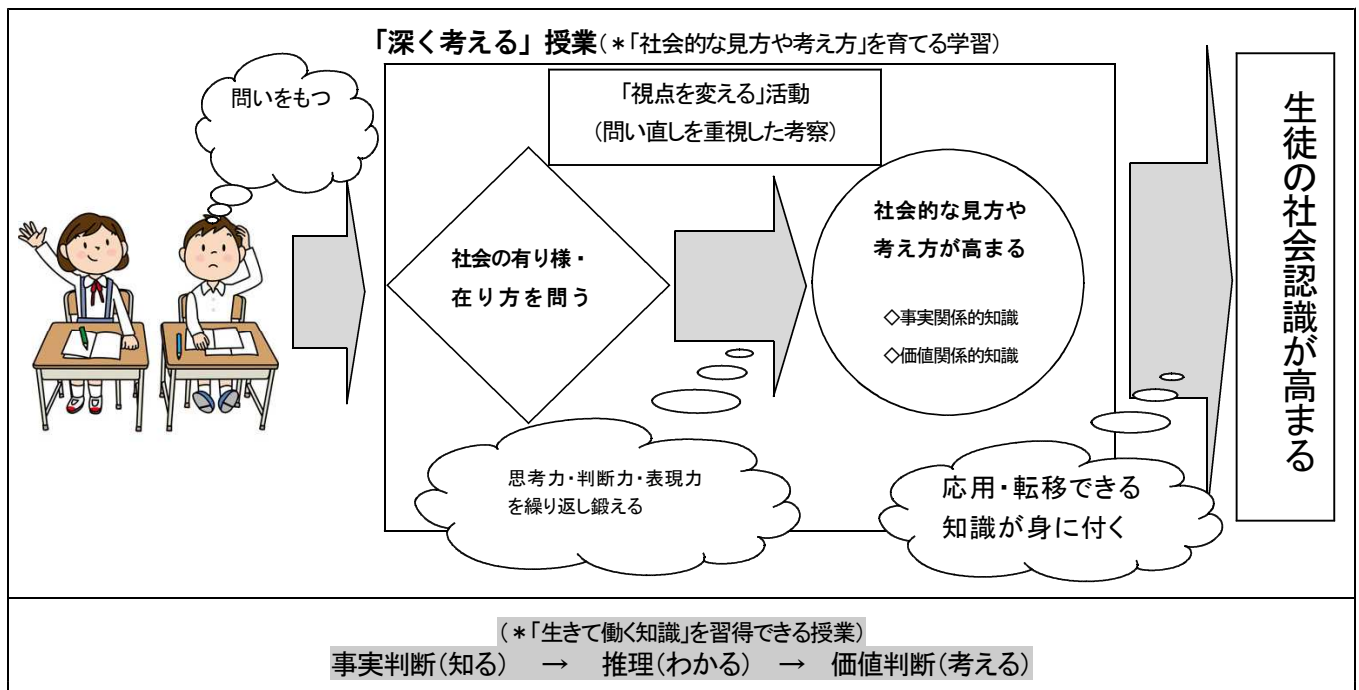 「深く考える」授業(＊「社会的な見方や考え方」を育てる学習)
問いをもつ
「視点を変える」活動
(問い直しを重視した考察)
社会の有り様・
在り方を問う
社会的な見方や
考え方が高まる
◇事実関係的知識
◇価値関係的知識
思考力・判断力・表現力
を繰り返し鍛える
応用・転移できる
知識が身に付く
生徒の社会認識が高まる
(＊「生きて働く知識」を習得できる授業)
事実判断(知る) → 推理(わかる) → 価値判断(考える)